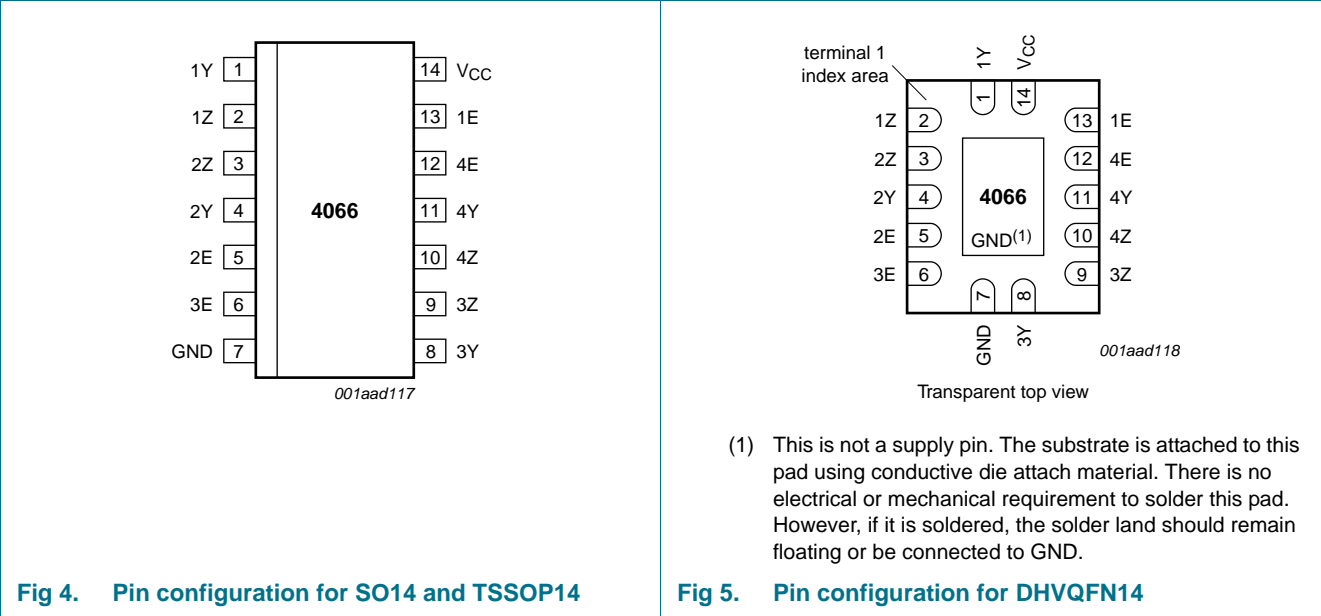 1Y 1
1Z 2
2Z 3
2Y 4
2E 5
3E 6
GND 7
4066
14 VCC
13 1E
12 4E
11 4Y
10 4Z
9 3Z
8 3Y
001aad117
Fig 4. Pin configuration for SO14 and TSSOP14
terminal 1
index area
1Y
VCC
1
14
1Z 2
2Z 3
2Y 4
2E 5
3E 6
4066
GND(1)
13 1E
12 4E
11 4Y
10 4Z
9 3Z
7
8
GND
3Y
001aad118
Transparent top view
(1) This is not a supply pin. The substrate is attached to this
pad using conductive die attach material. There is no
electrical or mechanical requirement to solder this pad.
However, if it is soldered, the solder land should remain
floating or be connected to GND.
Fig 5. Pin configuration for DHVQFN14